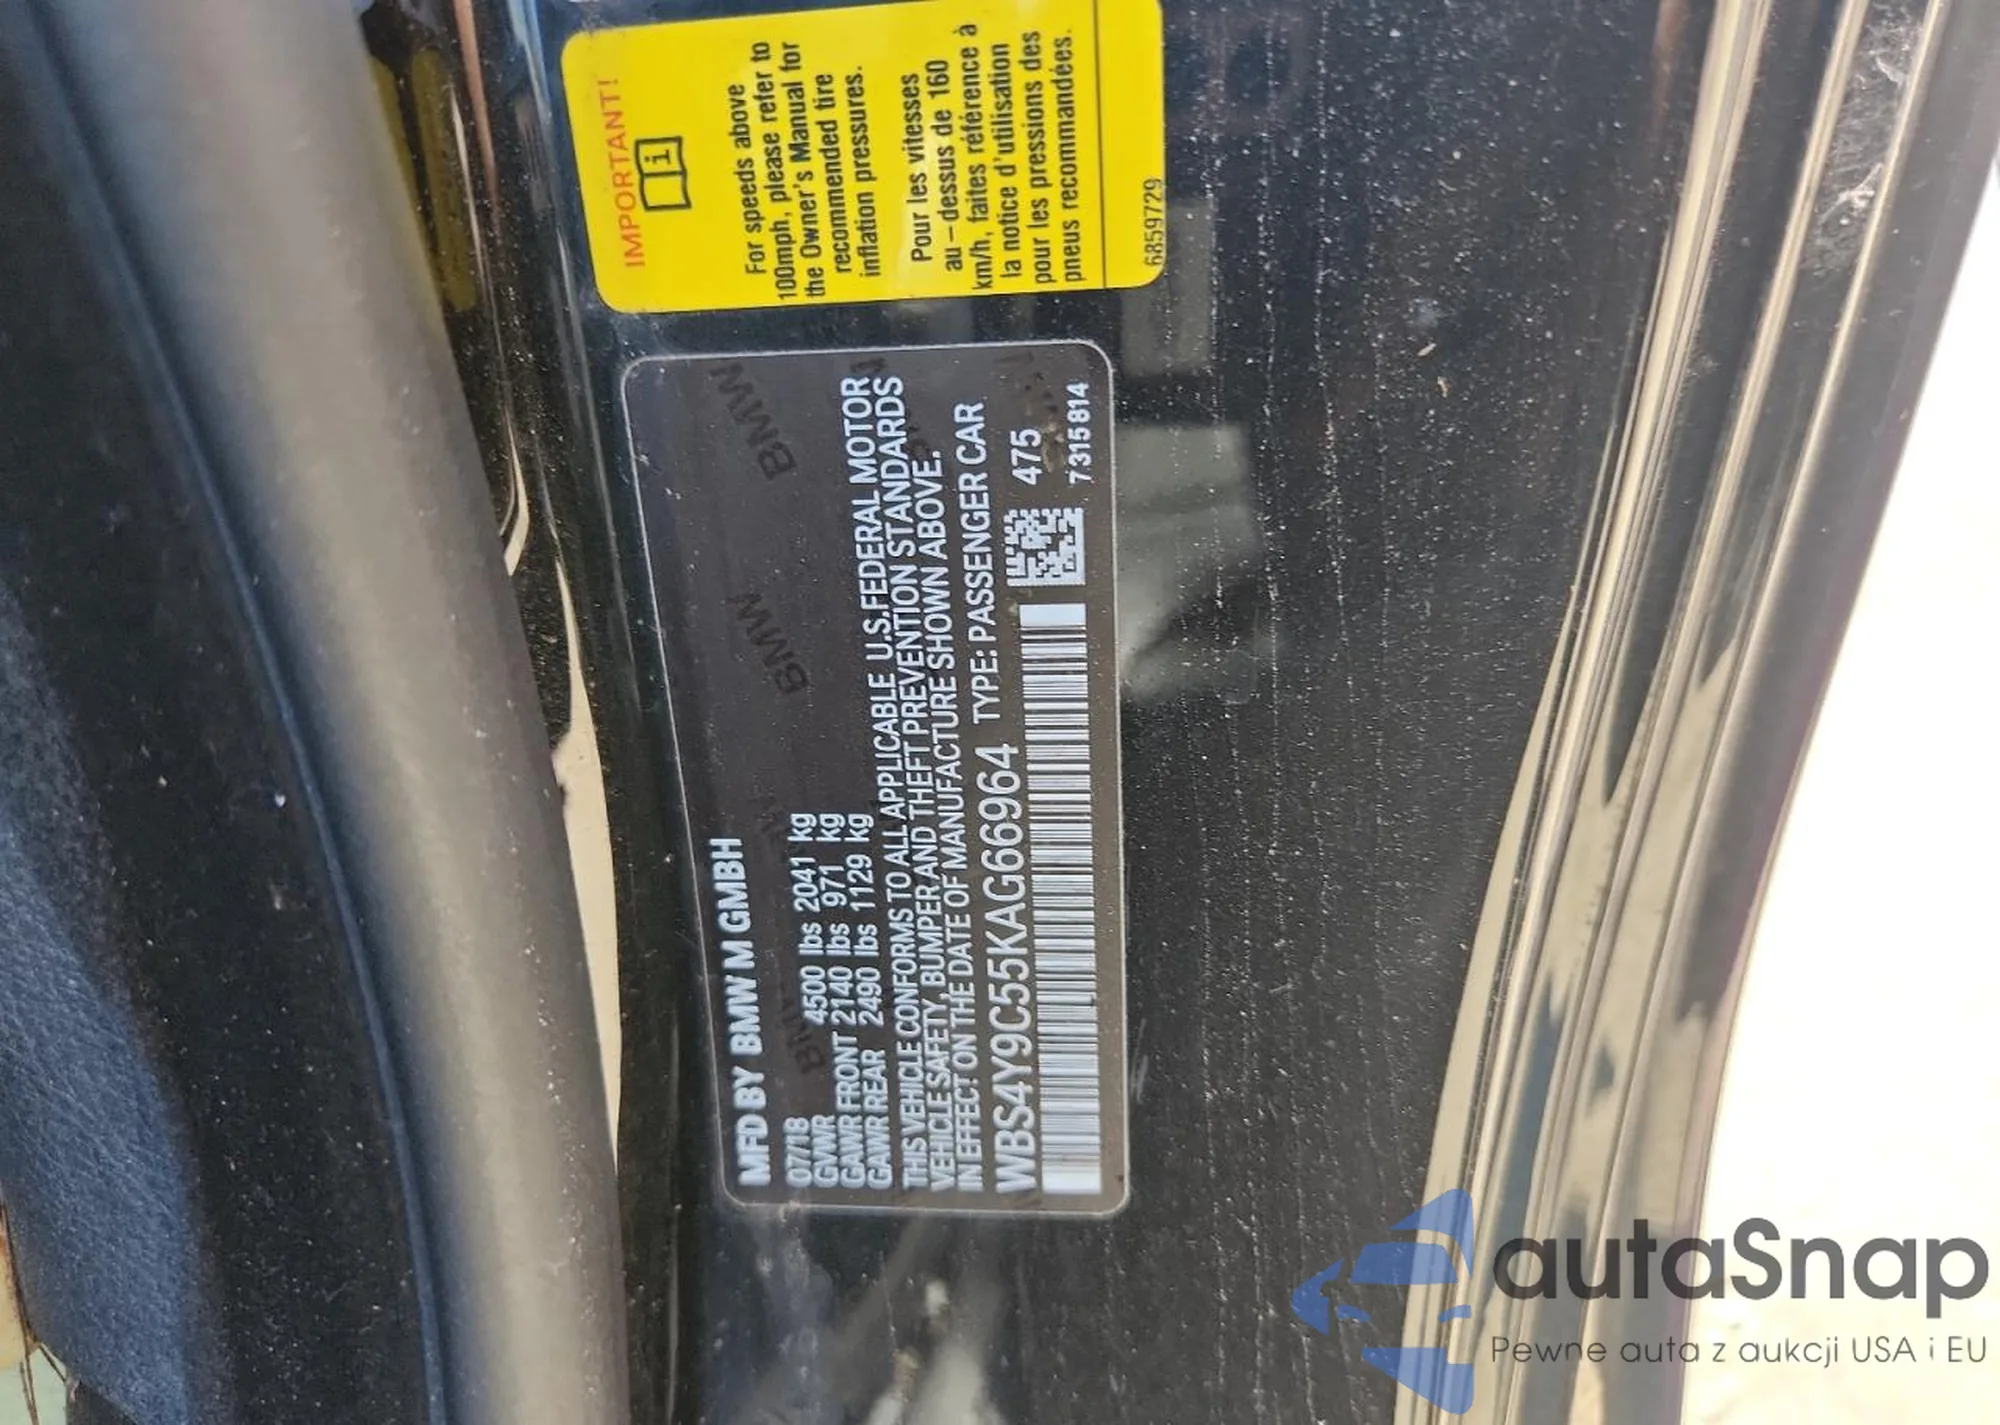 IMPORTANT!
i
For speeds above
100mph, please refer to
the Owner's Manual for
recommended tire
inflation pressures.
Pour les vitesses
au-dessus de 160
km/h, faites référence à
la notice d'utilisation
pour les pressions des
pneus recommandées.
6859729
MFD BY BMW M GMBH
07/18
GVWR 4500 lbs 2041 kg
GAWR FRONT 2140 lbs 971 kg
GAWR REAR 2490 lbs 1129 kg
THIS VEHICLE CONFORMS TO ALL APPLICABLE U.S.FEDERAL MOTOR
VEHICLE SAFETY, BUMPER AND THEFT PREVENTION STANDARDS
IN EFFECT ON THE DATE OF MANUFACTURE SHOWN ABOVE.
WBS4Y9C55KAG66964 TYPE: PASSENGER CAR
475
7315814
BMW
BMW
autaSnap
Pewne auta z aukcji USA i EU